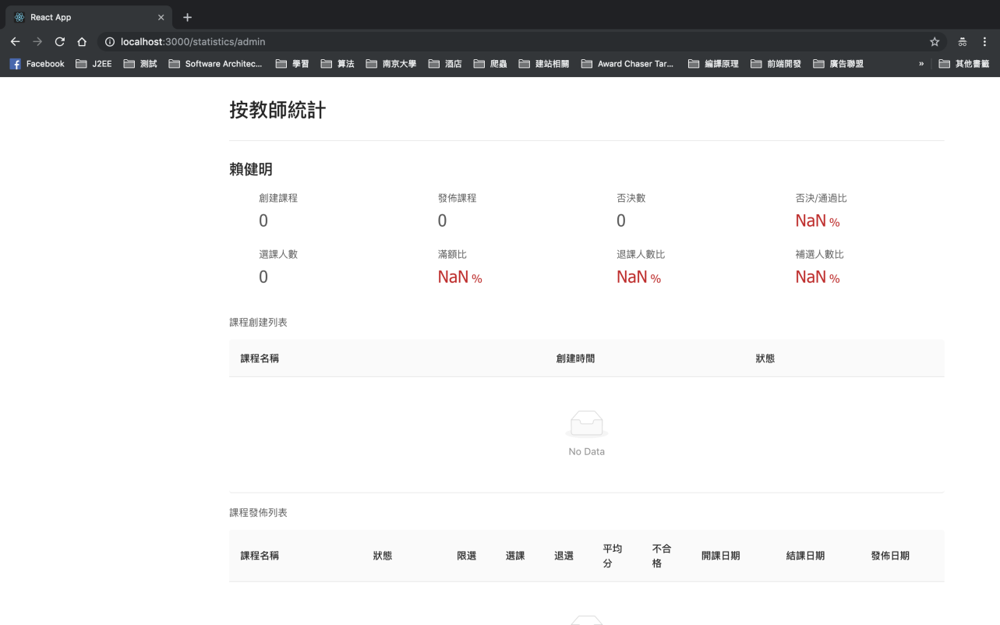 React App
localhost:3000/statistics/admin
Facebook J2EE 測試 Software Architec... 學習 算法 南京大學 酒店 爬蟲 建站相關 Award Chaser Tar... 編譯原理 前端開發 廣告聯盟 » 其他書籤
按教師統計
賴健明
創建課程 發佈課程 否決數 否決/通過比
0 0 0 NaN %
選課人數 滿額比 退課人數比 補選人數比
0 NaN % NaN % NaN %
課程創建列表
課程名稱 創建時間 狀態
No Data
課程發佈列表
課程名稱 狀態 限選 選課 退選 平均分 不合格 開課日期 結課日期 發佈日期